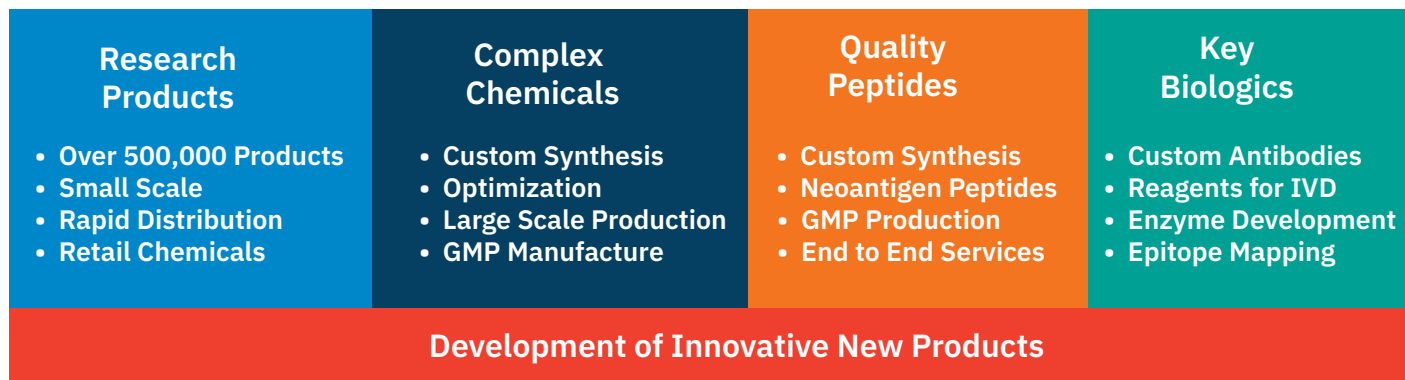 Research
Products
• Over 500,000 Products
• Small Scale
• Rapid Distribution
• Retail Chemicals
Complex
Chemicals
• Custom Synthesis
• Optimization
• Large Scale Production
• GMP Manufacture
Quality
Peptides
• Custom Synthesis
• Neoantigen Peptides
• GMP Production
• End to End Services
Key
Biologics
• Custom Antibodies
• Reagents for IVD
• Enzyme Development
• Epitope Mapping
Development of Innovative New Products